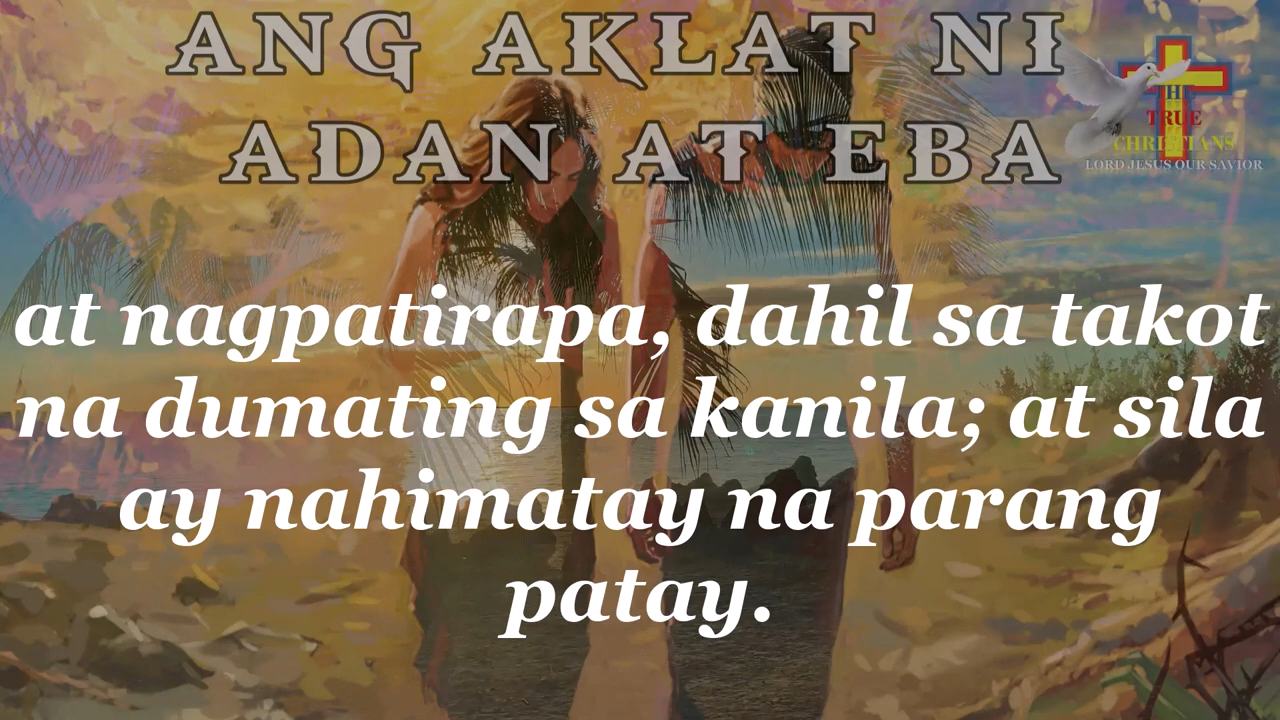 ANG AKLAT NI
ADAN AT EBA
THE
TRUE
CHRISTIANS
LORD JESUS OUR SAVIOR
at nagpatirapa, dahil sa takot
na dumating sa kanila; at sila
ay nahimatay na parang
patay.